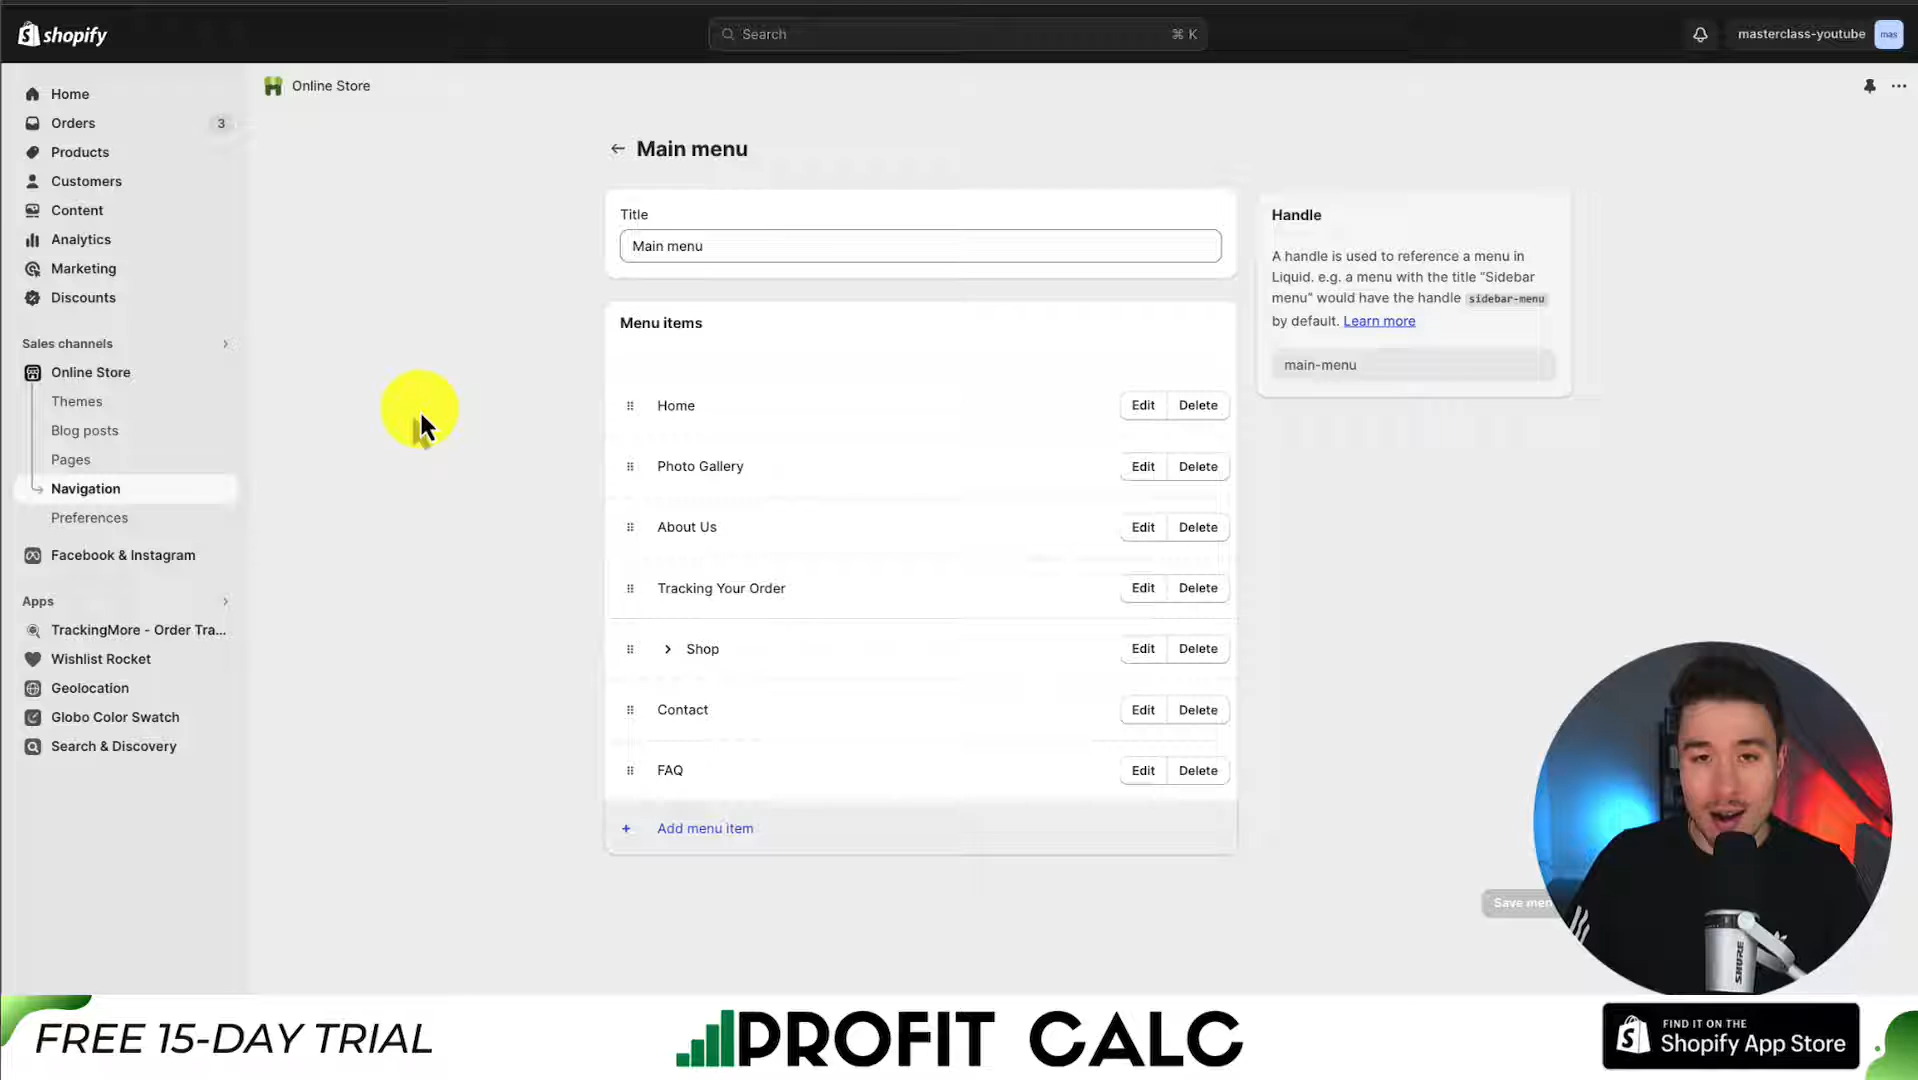 shopify
Search
⌘ K
masterclass-youtube
mas
Home
Orders
3
Products
Customers
Content
Analytics
Marketing
Discounts
Sales channels
Online Store
Themes
Blog posts
Pages
Navigation
Preferences
Facebook & Instagram
Apps
TrackingMore - Order Tra...
Wishlist Rocket
Geolocation
Globo Color Swatch
Search & Discovery
Online Store
Main menu
Title
Main menu
Menu items
Home
Edit
Delete
Photo Gallery
Edit
Delete
About Us
Edit
Delete
Tracking Your Order
Edit
Delete
Shop
Edit
Delete
Contact
Edit
Delete
FAQ
Edit
Delete
+ Add menu item
Handle
A handle is used to reference a menu in
Liquid. e.g. a menu with the title “Sidebar
menu” would have the handle sidebar-menu
by default. Learn more
main-menu
Save men
SHURE
FREE 15-DAY TRIAL
PROFIT CALC
FIND IT ON THE
Shopify App Store